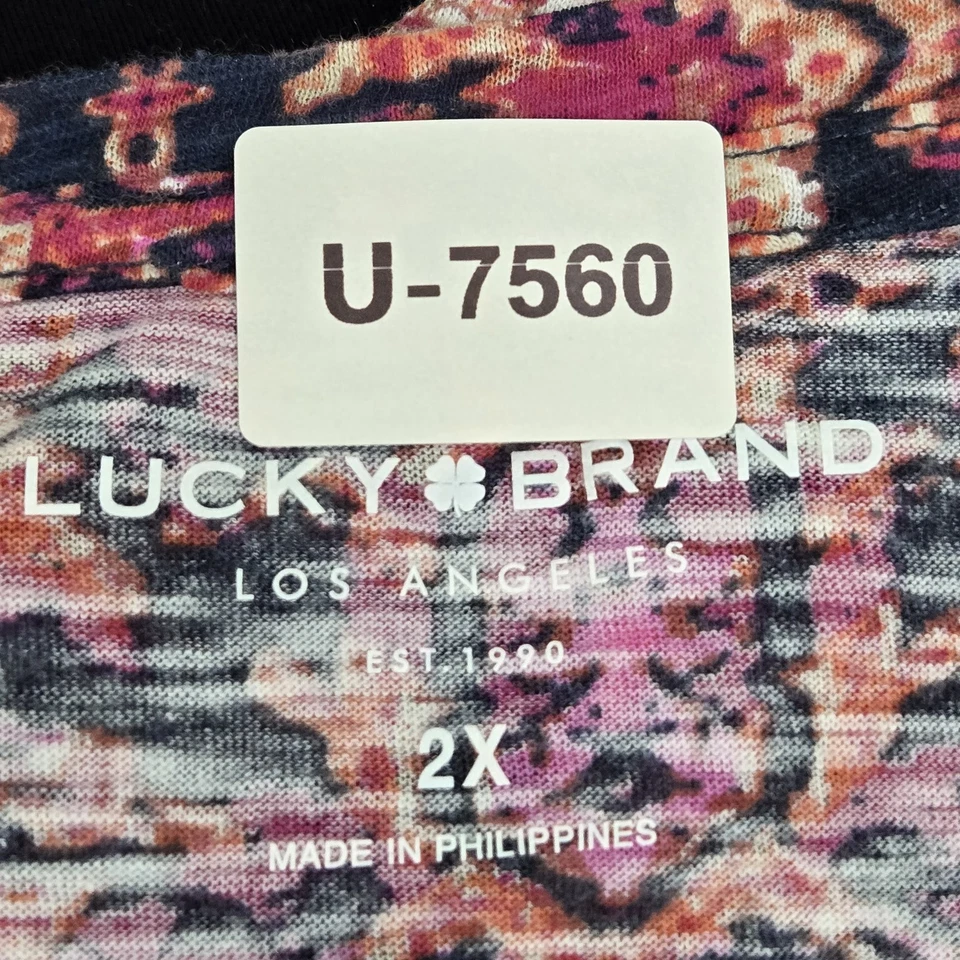 U-7560
LUCKY BRAND
LOS ANGELES
EST. 1990
2X
MADE IN PHILIPPINES